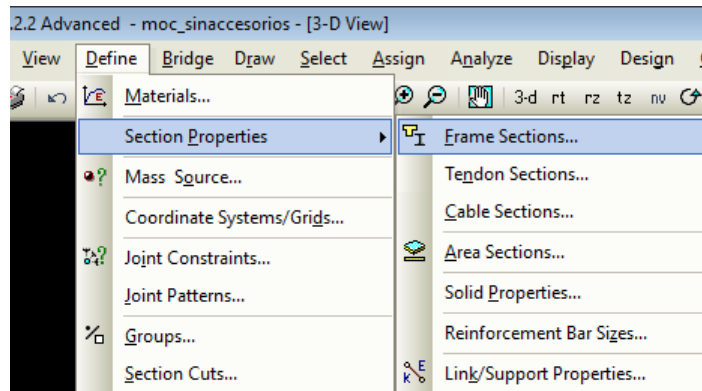 .2.2 Advanced - moc_sinaccesorios - [3-D View]
View Define Bridge Draw Select Assign Analyze Display Design
3-d rt rz tz nv
Materials...
Section Properties
Frame Sections...
Mass Source...
Tendon Sections...
Coordinate Systems/Grids...
Cable Sections...
Joint Constraints...
Area Sections...
Joint Patterns...
Solid Properties...
Groups...
Reinforcement Bar Sizes...
Section Cuts...
Link/Support Properties...